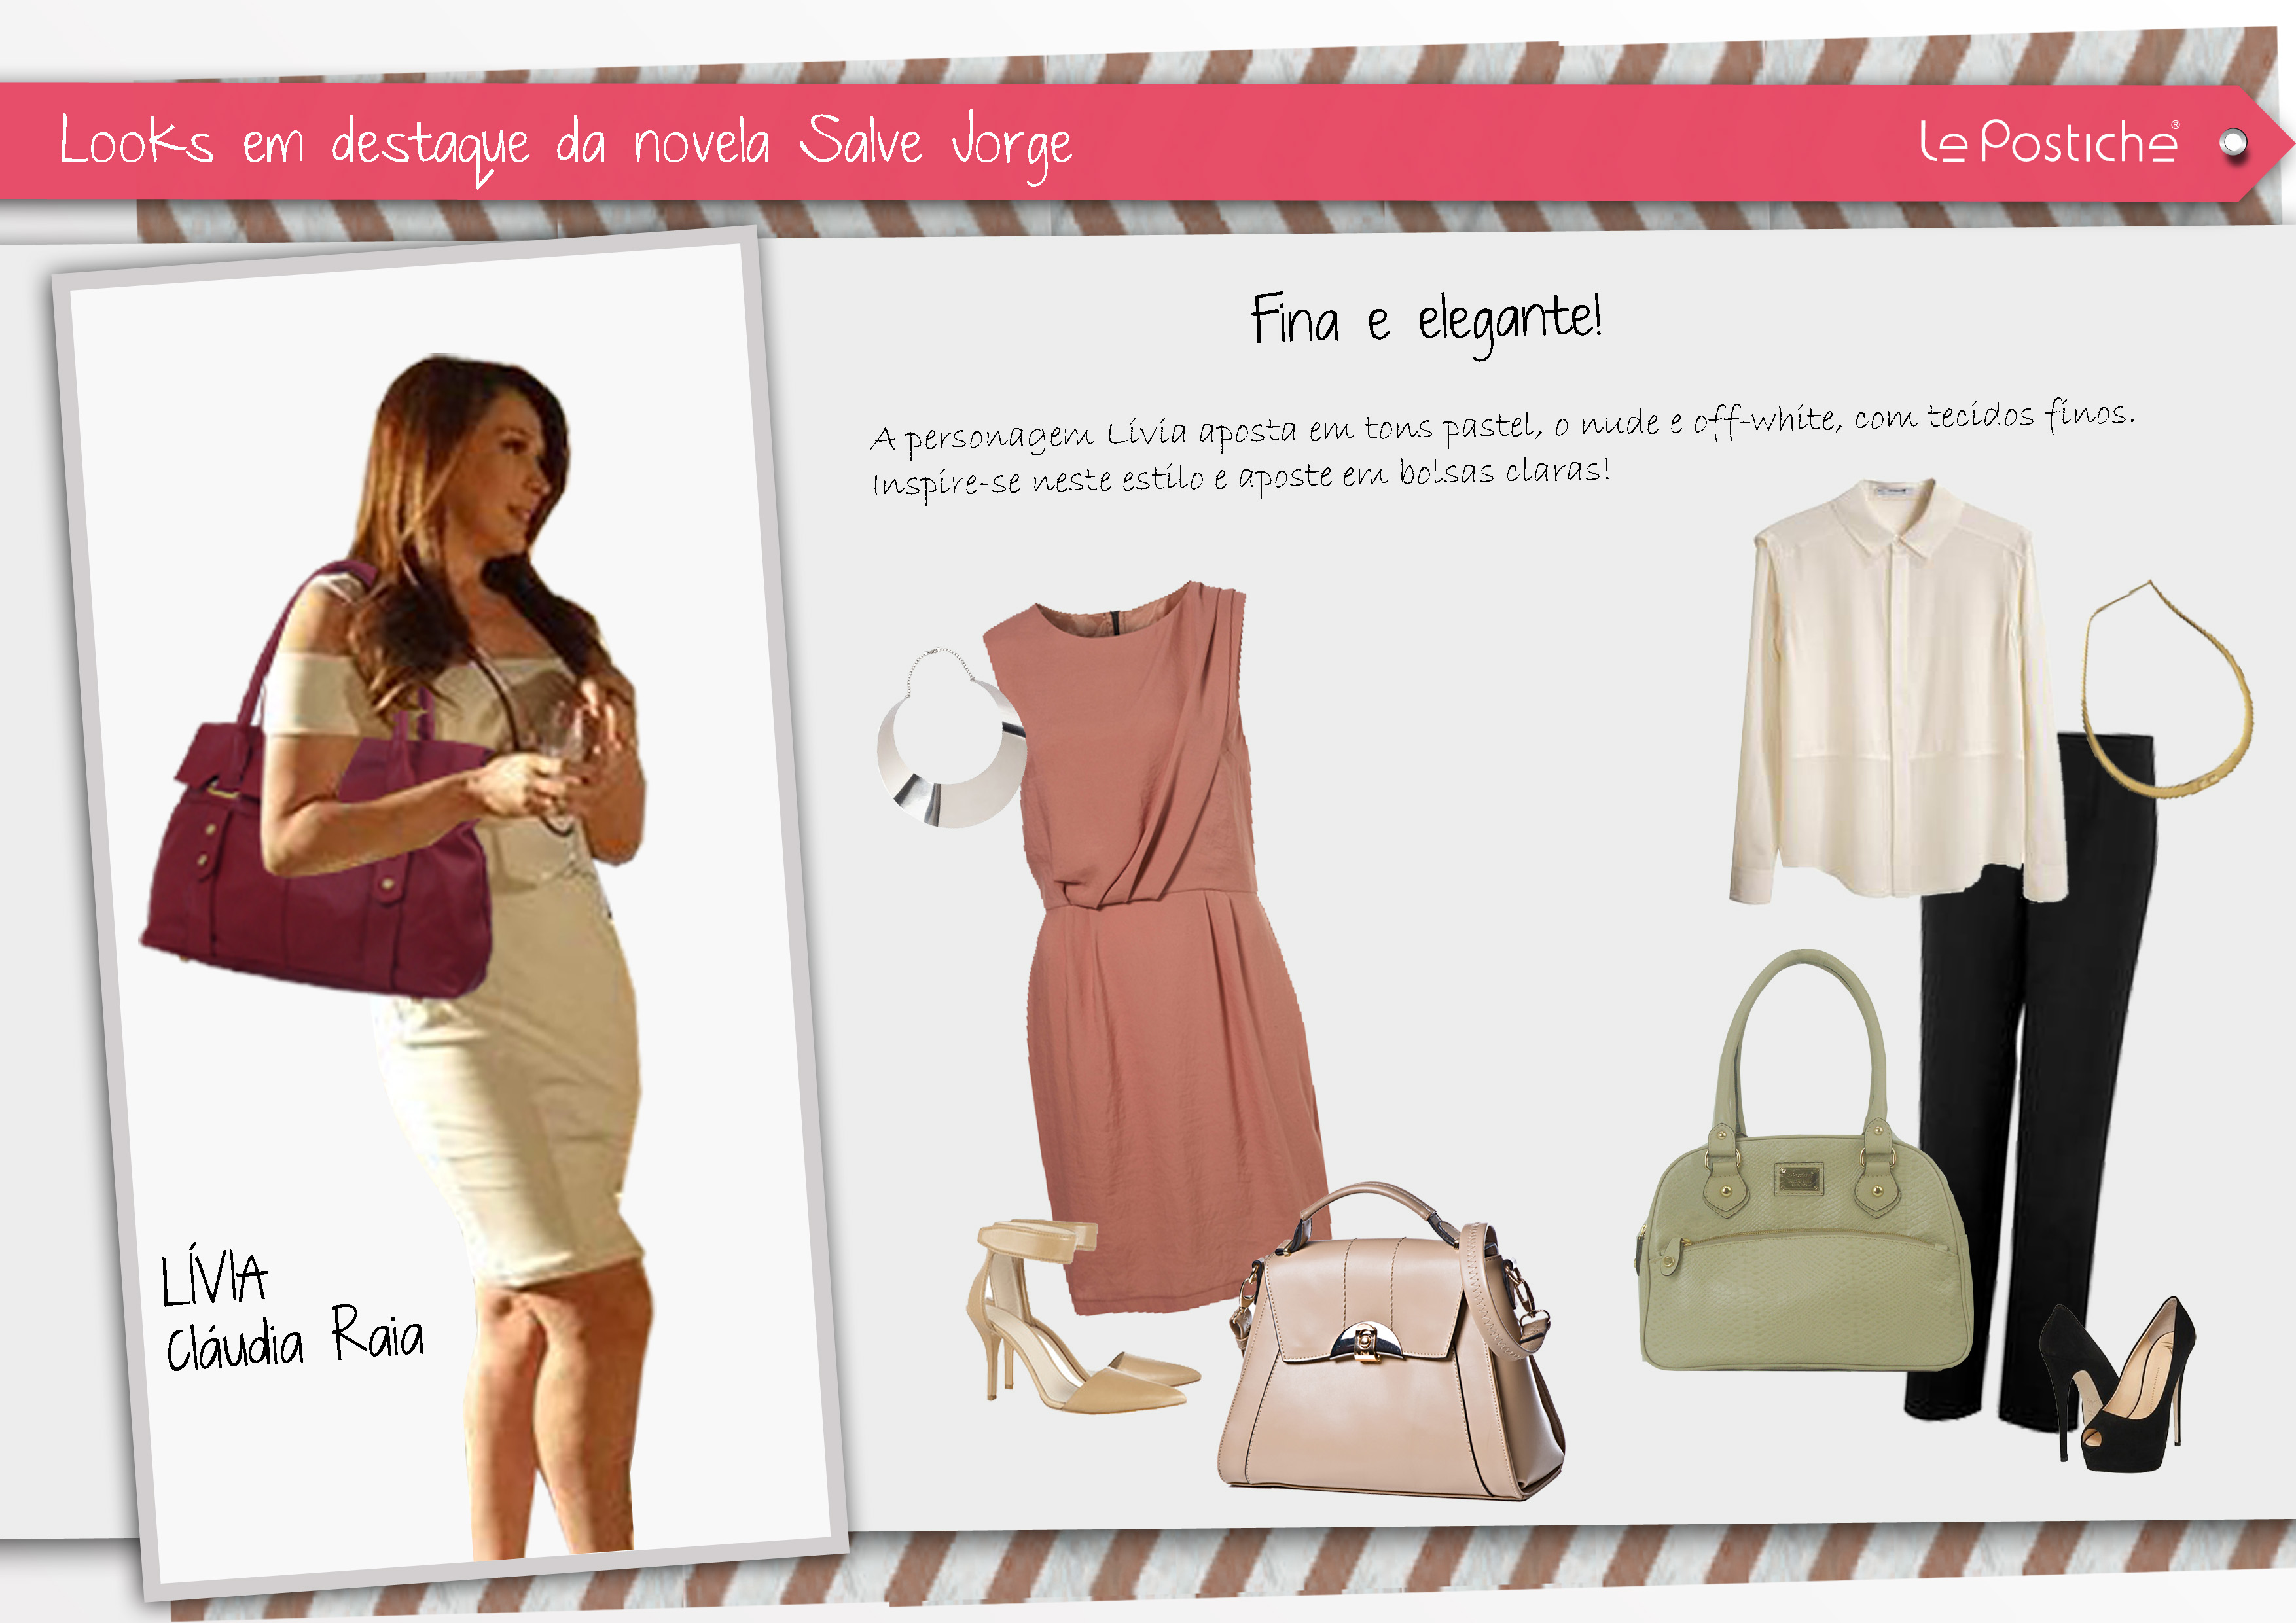 Looks em destaque da novela Salve Jorge
Le Postiche®
Fina e elegante!
A personagem Lívia aposta em tons pastel, o nude e off-white, com tecidos finos.
Inspire-se neste estilo e aposte em bolsas claras!
LÍVIA
Cláudia Raia